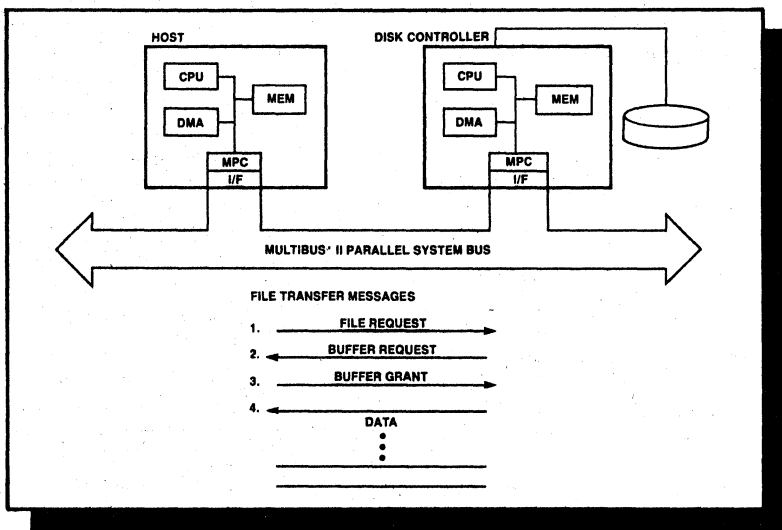 HOST
DISK CONTROLLER
CPU
MEM
DMA
MPC
I/F
CPU
MEM
DMA
MPC
I/F
MULTIBUS* II PARALLEL SYSTEM BUS
FILE TRANSFER MESSAGES
1. FILE REQUEST
2. BUFFER REQUEST
3. BUFFER GRANT
4.
DATA